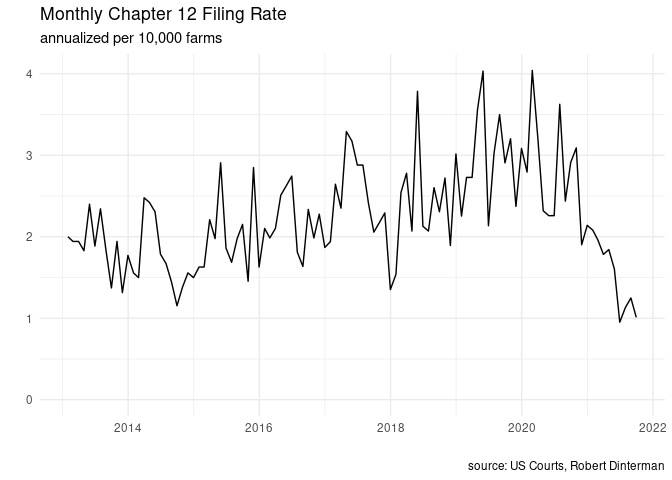 Monthly Chapter 12 Filing Rate
annualized per 10,000 farms
4
3
2
1
0
2014 2016 2018 2020 2022
source: US Courts, Robert Dinterman